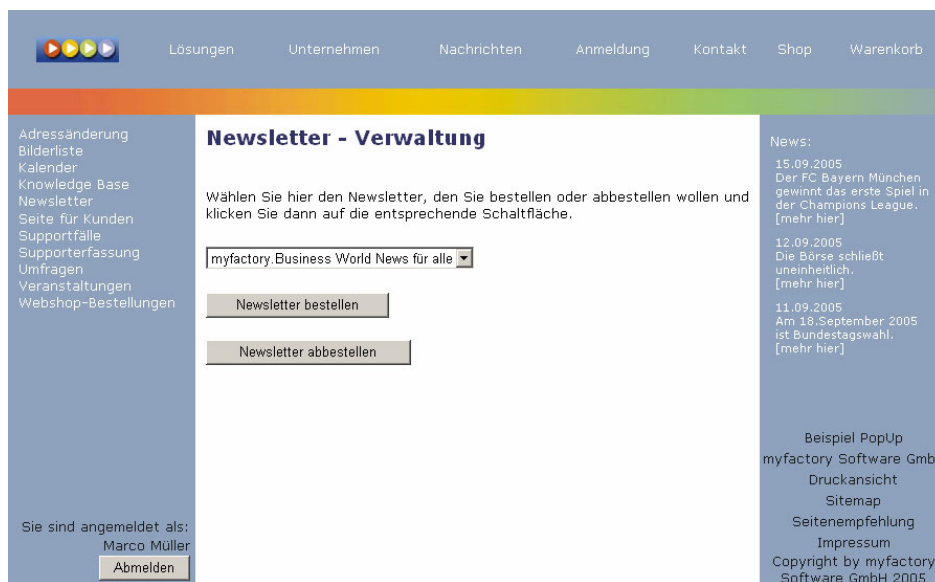 Lösungen Unternehmen Nachrichten Anmeldung Kontakt Shop Warenkorb
Adressänderung
Bilderliste
Kalender
Knowledge Base
Newsletter
Seite für Kunden
Supportfälle
Supporterfassung
Umfragen
Veranstaltungen
Webshop-Bestellungen
Sie sind angemeldet als:
Marco Müller
Abmelden
Newsletter - Verwaltung
Wählen Sie hier den Newsletter, den Sie bestellen oder abbestellen wollen und
klicken Sie dann auf die entsprechende Schaltfläche.
myfactory.Business World News für alle
Newsletter bestellen
Newsletter abbestellen
News:
15.09.2005
Der FC Bayern München
gewinnt das erste Spiel in
der Champions League.
[mehr hier]
12.09.2005
Die Börse schließt
uneinheitlich.
[mehr hier]
11.09.2005
Am 18.September 2005
ist Bundestagswahl.
[mehr hier]
Beispiel PopUp
myfactory Software Gmb
Druckansicht
Sitemap
Seitenempfehlung
Impressum
Copyright by myfactory
Software GmbH 2005